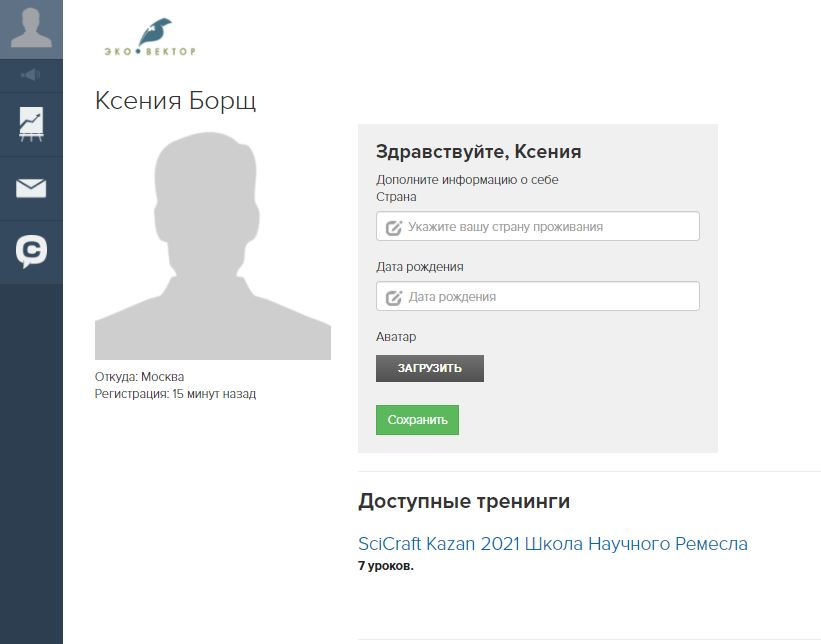 ЭКО•ВЕКТОР
Ксения Борщ
Здравствуйте, Ксения
Дополните информацию о себе
Страна
Укажите вашу страну проживания
Дата рождения
Дата рождения
Аватар
ЗАГРУЗИТЬ
Сохранить
Откуда: Москва
Регистрация: 15 минут назад
Доступные тренинги
SciCraft Kazan 2021 Школа Научного Ремесла
7 уроков.